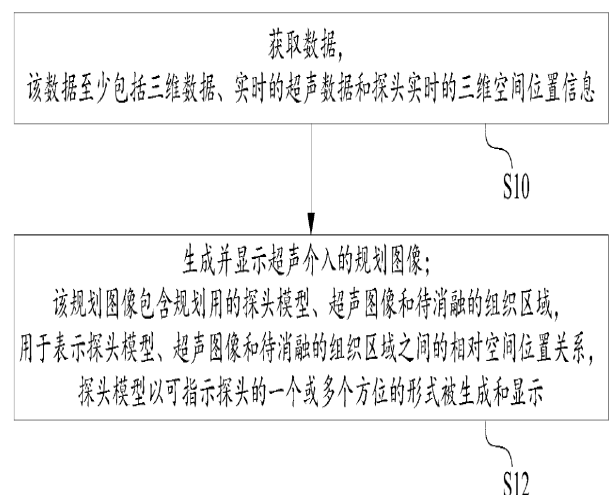 获取数据,
该数据至少包括三维数据、实时的超声数据和探头实时的三维空间位置信息
S10
生成并显示超声介入的规划图像;
该规划图像包含规划用的探头模型、超声图像和待消融的组织区域,
用于表示探头模型、超声图像和待消融的组织区域之间的相对空间位置关系,
探头模型以可指示探头的一个或多个方位的形式被生成和显示
S12